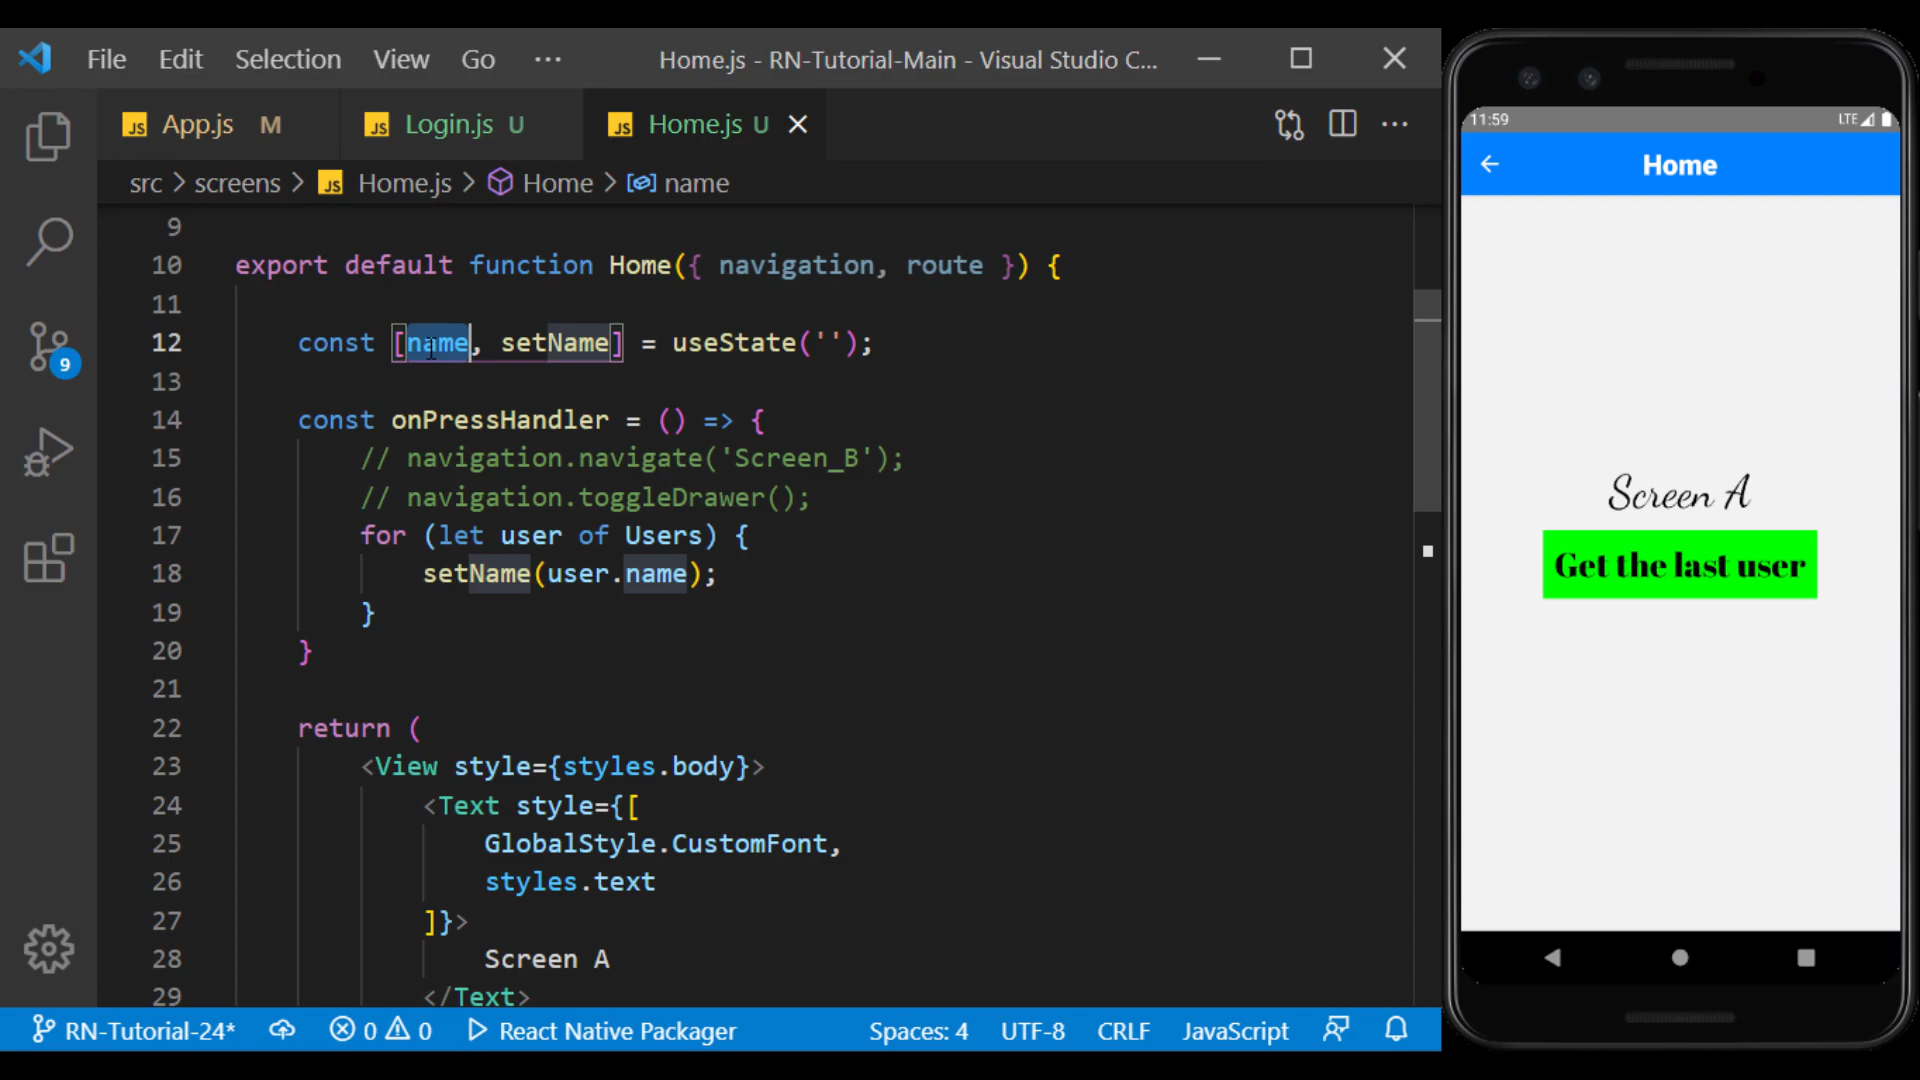 File Edit Selection View Go ··· Home.js - RN-Tutorial-Main - Visual Studio C...
JS App.js M JS Login.js U JS Home.js U
src > screens > JS Home.js > Home > name
9
10 export default function Home({ navigation, route }) {
11
12 const [name, setName] = useState('');
13
14 const onPressHandler = () => {
15 // navigation.navigate('Screen_B');
16 // navigation.toggleDrawer();
17 for (let user of Users) {
18 setName(user.name);
19 }
20 }
21
22 return (
23 <View style={styles.body}>
24 <Text style={[
25 GlobalStyle.CustomFont,
26 styles.text
27 ]}>
28 Screen A
29 </Text>
9
RN-Tutorial-24* 0 0 React Native Packager Spaces: 4 UTF-8 CRLF JavaScript
11:59 LTE
Home
Screen A
Get the last user